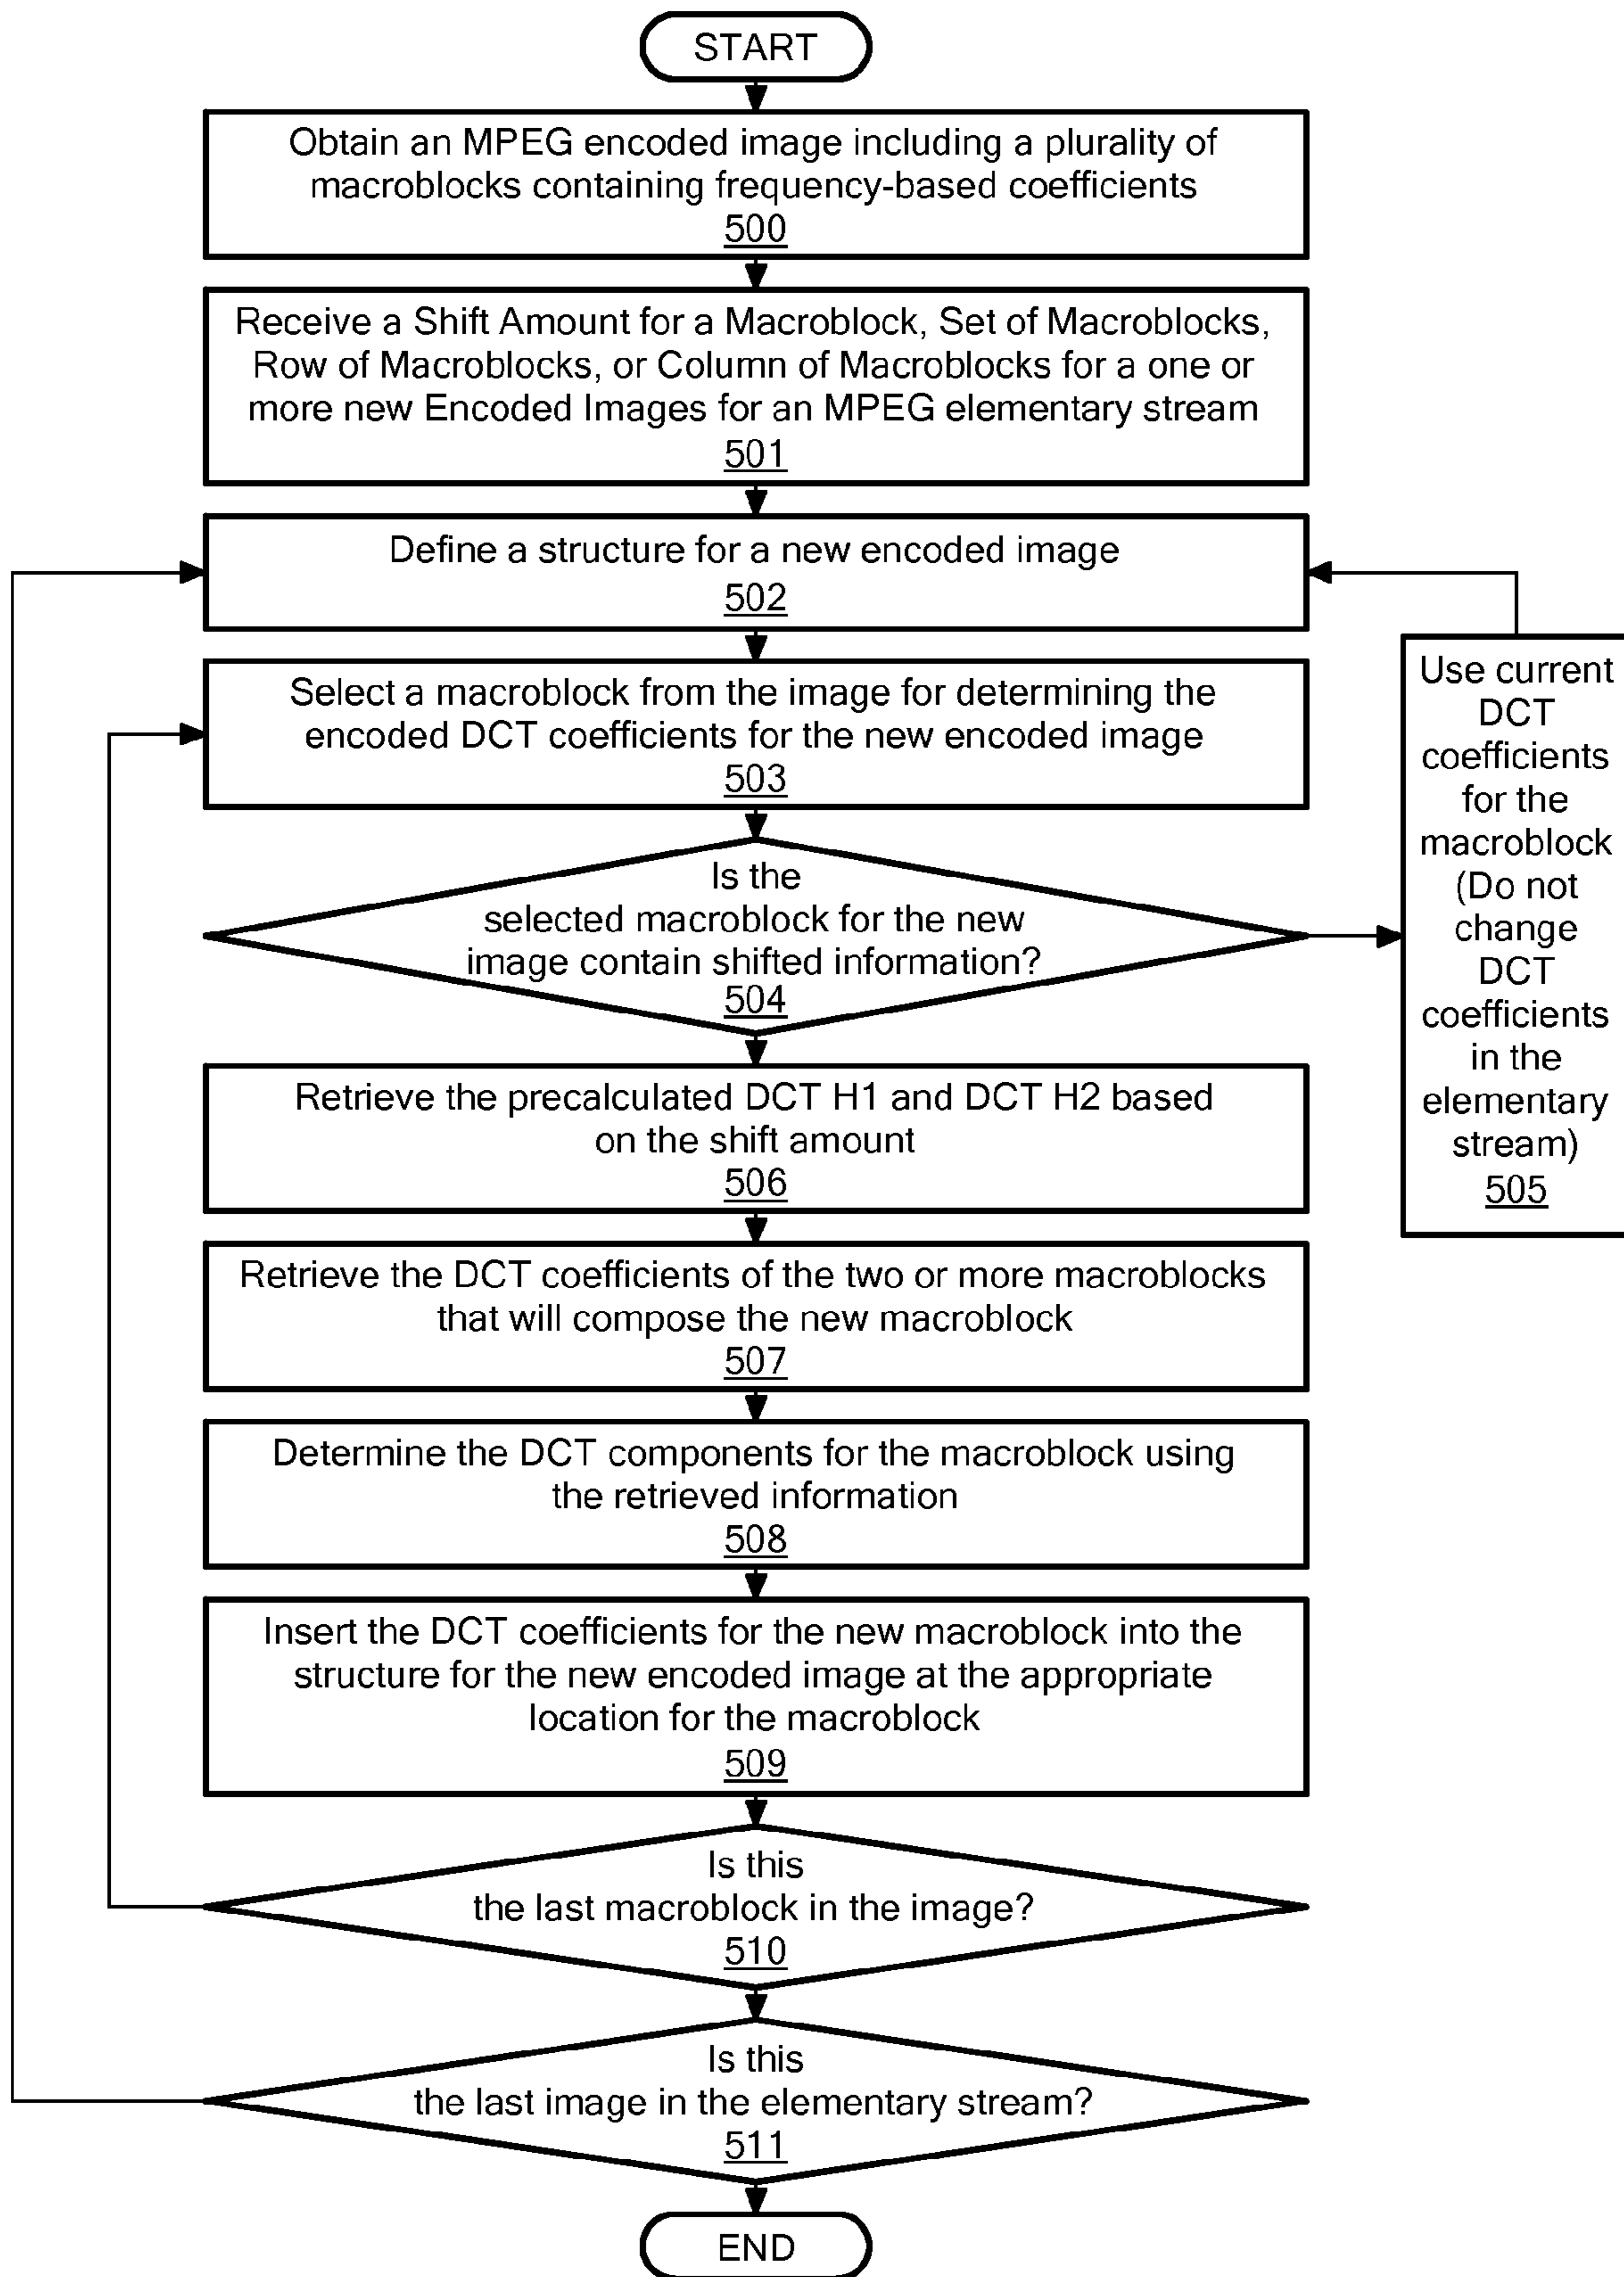 START
Obtain an MPEG encoded image including a plurality of
macroblocks containing frequency-based coefficients
500
Receive a Shift Amount for a Macroblock, Set of Macroblocks,
Row of Macroblocks, or Column of Macroblocks for a one or
more new Encoded Images for an MPEG elementary stream
501
Define a structure for a new encoded image
502
Select a macroblock from the image for determining the
encoded DCT coefficients for the new encoded image
503
Is the
selected macroblock for the new
image contain shifted information?
504
Use current
DCT
coefficients
for the
macroblock
(Do not
change
DCT
coefficients
in the
elementary
stream)
505
Retrieve the precalculated DCT H1 and DCT H2 based
on the shift amount
506
Retrieve the DCT coefficients of the two or more macroblocks
that will compose the new macroblock
507
Determine the DCT components for the macroblock using
the retrieved information
508
Insert the DCT coefficients for the new macroblock into the
structure for the new encoded image at the appropriate
location for the macroblock
509
Is this
the last macroblock in the image?
510
Is this
the last image in the elementary stream?
511
END